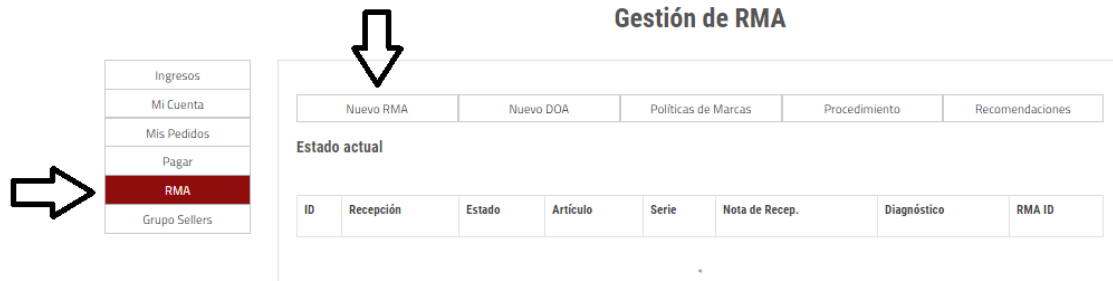 Gestión de RMA
Ingresos
Mi Cuenta
Mis Pedidos
Pagar
RMA
Grupo Sellers
Nuevo RMA Nuevo DOA Políticas de Marcas Procedimiento Recomendaciones
Estado actual
ID Recepción Estado Artículo Serie Nota de Recep. Diagnóstico RMA ID